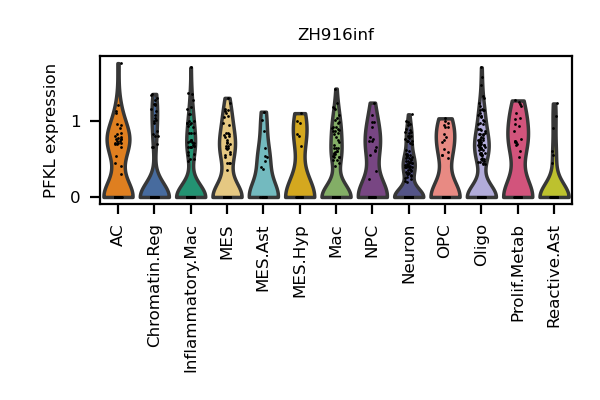 ZH916inf
PFKL expression
1
0
AC
Chromatin.Reg
Inflammatory.Mac
MES
MES.Ast
MES.Hyp
Mac
NPC
Neuron
OPC
Oligo
Prolif.Metab
Reactive.Ast